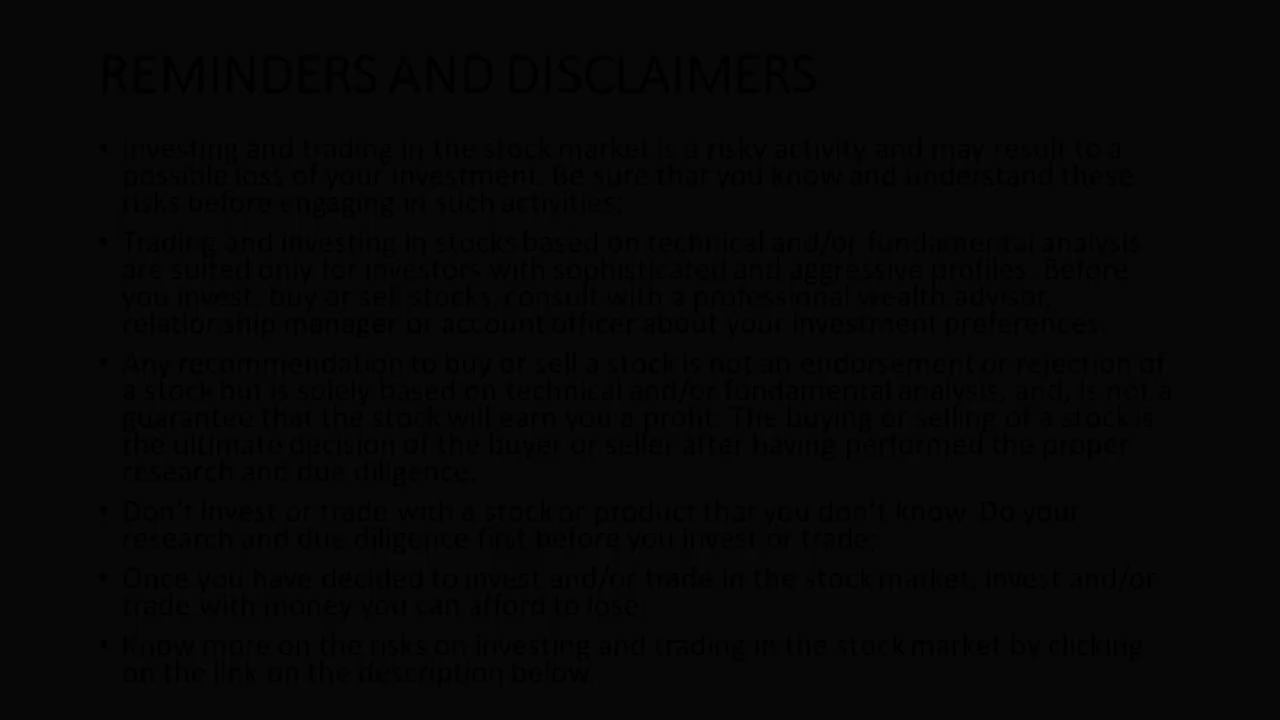 REMINDERS AND DISCLAIMERS
• Investing and trading in the stock market is a risky activity and may result to a
possible loss of your investment. Be sure that you know and understand these
risks before engaging in such activities;
• Trading and investing in stocks based on technical and/or fundamental analysis
are suited only for investors with sophisticated and aggressive profiles. Before
you invest, buy or sell stocks, consult with a professional wealth advisor,
relationship manager or account officer about your investment preferences.
• Any recommendation to buy or sell a stock is not an endorsement or rejection of
a stock but is solely based on technical and/or fundamental analysis, and, is not a
guarantee that the stock will earn you a profit. The buying or selling of a stock is
the ultimate decision of the buyer or seller after having performed the proper
research and due diligence.
• Don't invest or trade with a stock or product that you don't know. Do your
research and due diligence first before you invest or trade;
• Once you have decided to invest and/or trade in the stock market, invest and/or
trade with money you can afford to lose.
• Know more on the risks on investing and trading in the stock market by clicking
on the link on the description below.